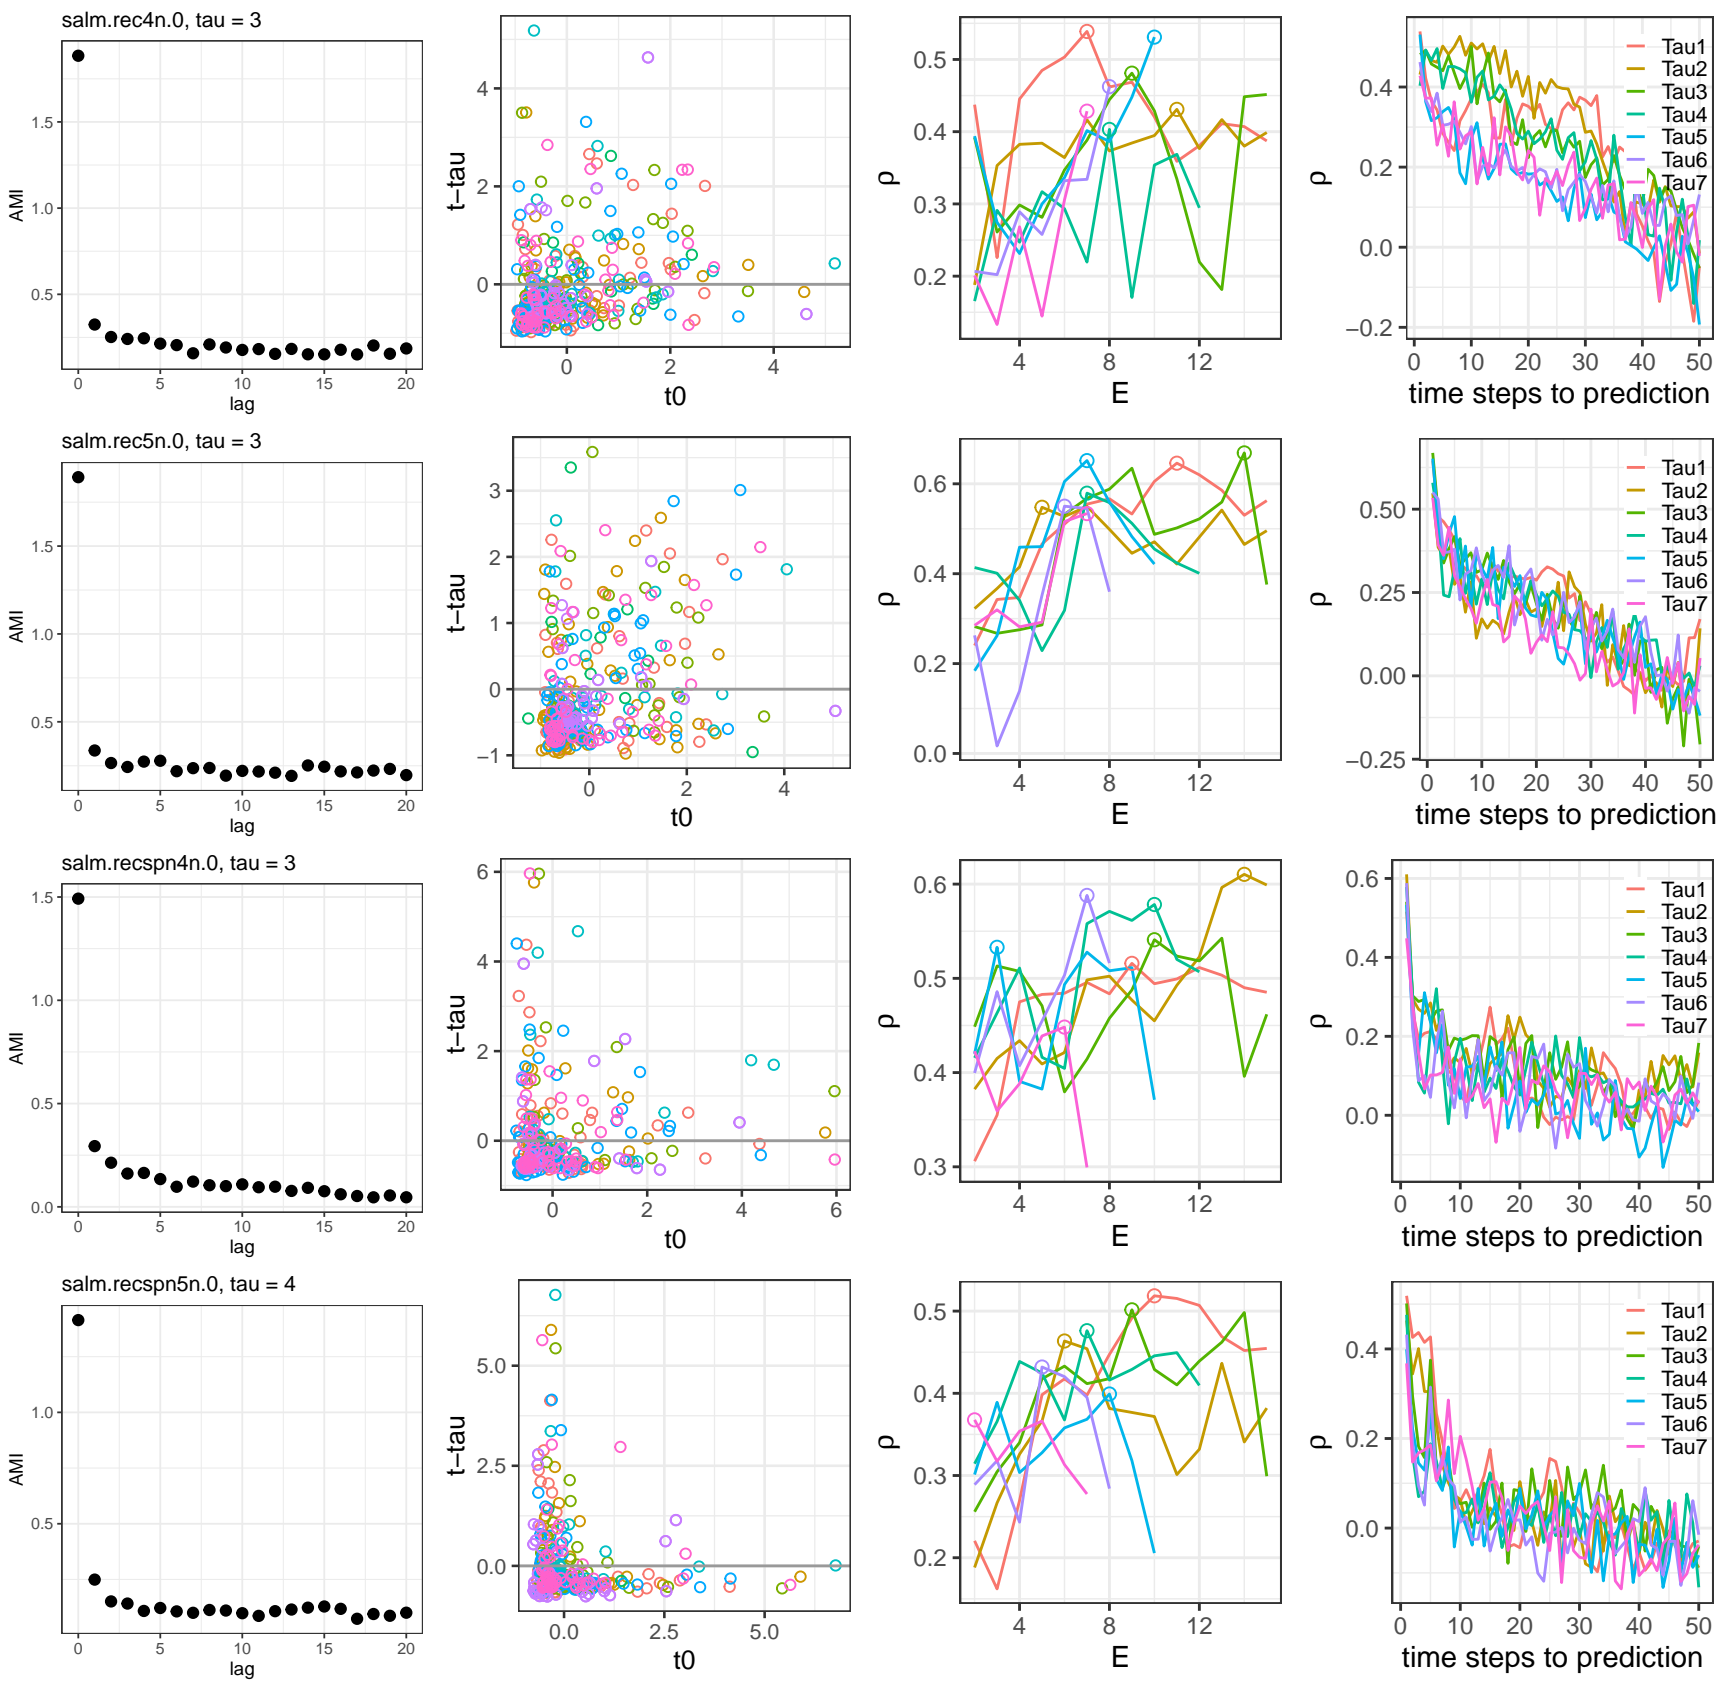 salm.rec4n.0, tau = 3
AMI
1.5
1.0
0.5
0 5 10 15 20
lag
t−tau
4
2
0
0 2 4
t0
ρ
0.5
0.4
0.3
0.2
4 8 12
E
ρ
0.4
0.2
0.0
−0.2
0 10 20 30 40 50
time steps to prediction
Tau1
Tau2
Tau3
Tau4
Tau5
Tau6
Tau7
salm.rec5n.0, tau = 3
AMI
1.5
1.0
0.5
0 5 10 15 20
lag
t−tau
3
2
1
0
−1
0 2 4
t0
ρ
0.6
0.4
0.2
0.0
4 8 12
E
ρ
0.50
0.25
0.00
−0.25
0 10 20 30 40 50
time steps to prediction
Tau1
Tau2
Tau3
Tau4
Tau5
Tau6
Tau7
salm.recspn4n.0, tau = 3
AMI
1.5
1.0
0.5
0.0
0 5 10 15 20
lag
t−tau
6
4
2
0
0 2 4 6
t0
ρ
0.6
0.5
0.4
0.3
4 8 12
E
ρ
0.6
0.4
0.2
0.0
0 10 20 30 40 50
time steps to prediction
Tau1
Tau2
Tau3
Tau4
Tau5
Tau6
Tau7
salm.recspn5n.0, tau = 4
AMI
1.0
0.5
0 5 10 15 20
lag
t−tau
5.0
2.5
0.0
0.0 2.5 5.0
t0
ρ
0.5
0.4
0.3
0.2
4 8 12
E
ρ
0.4
0.2
0.0
0 10 20 30 40 50
time steps to prediction
Tau1
Tau2
Tau3
Tau4
Tau5
Tau6
Tau7